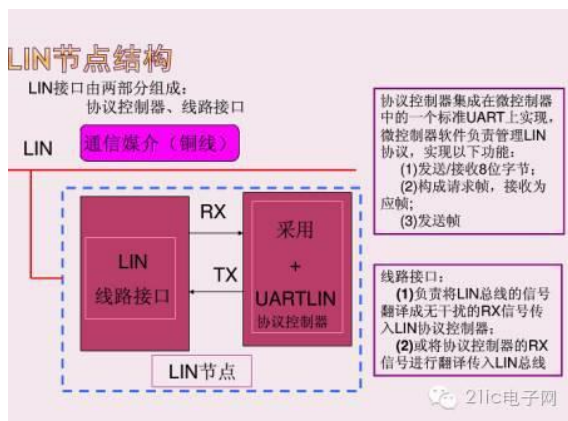 LIN节点结构
LIN接口由两部分组成：
协议控制器、线路接口
LIN
通信媒介（铜线）
RX
TX
LIN
线路接口
采用
+
UARTLIN
协议控制器
LIN节点
协议控制器集成在微控制器
中的一个标准UART上实现，
微控制器软件负责管理LIN
协议，实现以下功能：
(1)发送/接收8位字节；
(2)构成请求帧，接收为
应帧;
(3)发送帧
线路接口：
(1)负责将LIN总线的信号
翻译成无干扰的RX信号传
入LIN协议控制器；
(2)或将协议控制器的RX
信号进行翻译传入LIN总线
21ic电子网